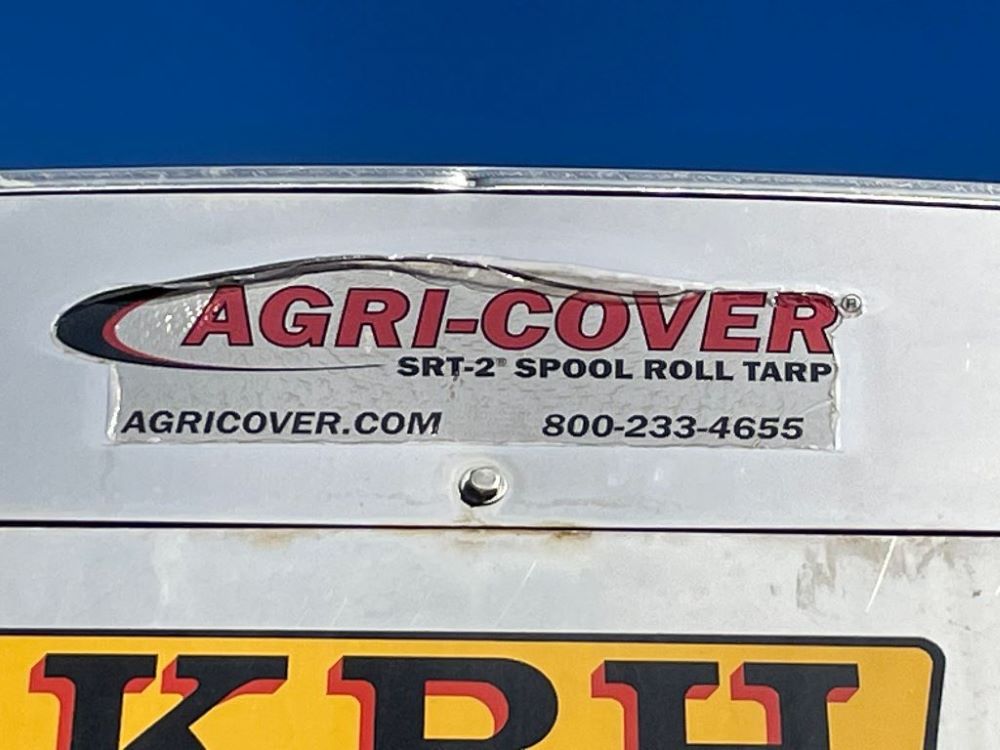 AGRI-COVER®
SRT-2® SPOOL ROLL TARP
AGRICOVER.COM 800-233-4655